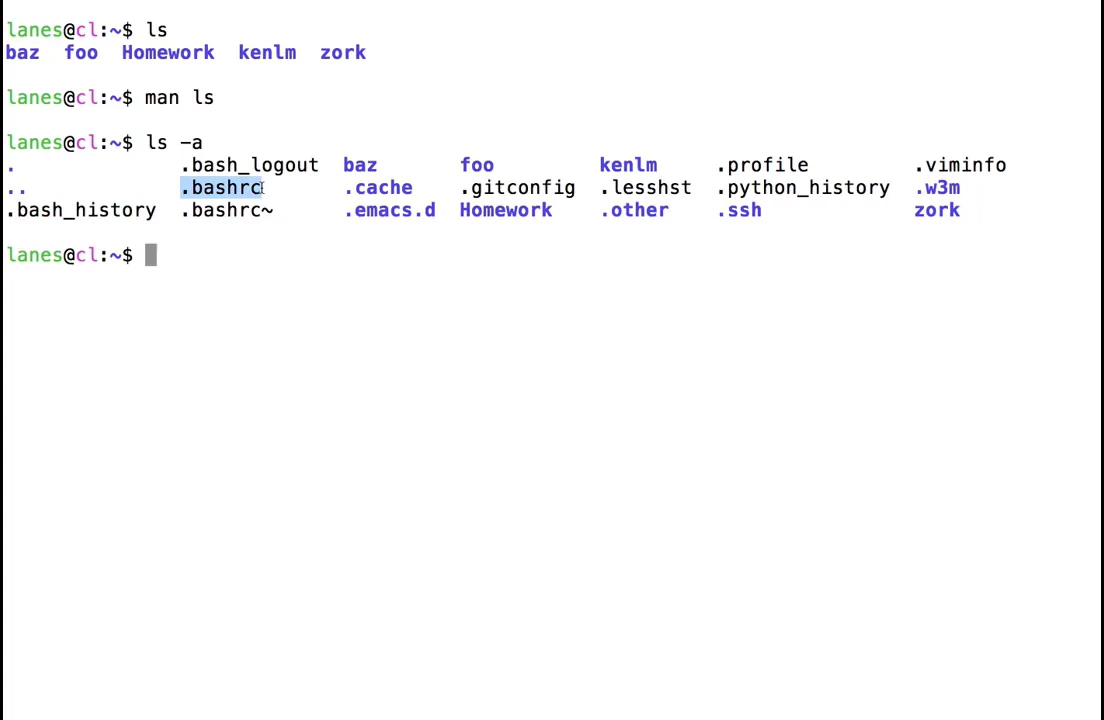 lanes@cl:~$ ls
baz  foo  Homework  kenlm  zork
lanes@cl:~$ man ls
lanes@cl:~$ ls -a
.  .bash_logout  baz  foo  kenlm  .profile  .viminfo
..  .bashrc  .cache  .gitconfig  .lesshst  .python_history  .w3m
.bash_history  .bashrc~  .emacs.d  Homework  .other  .ssh  zork
lanes@cl:~$